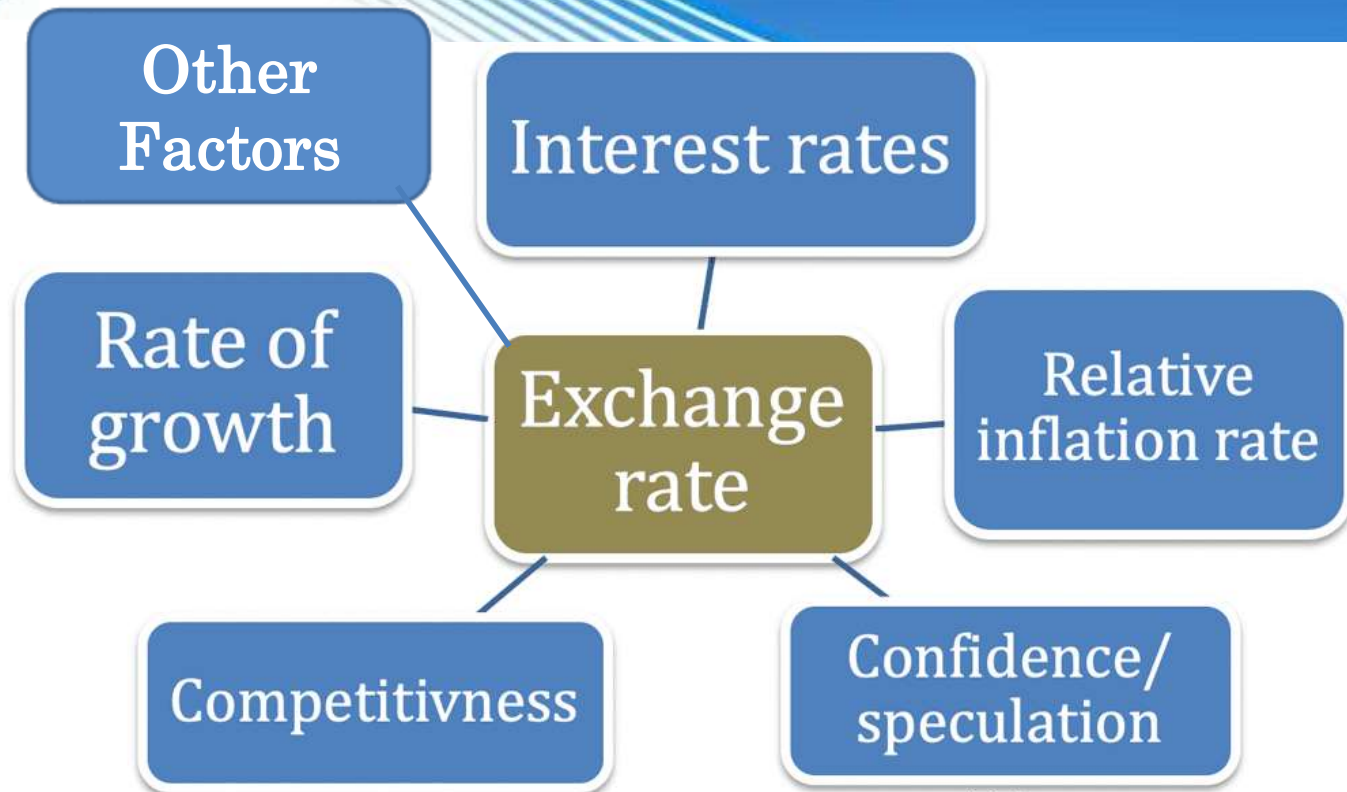 Other
Factors
Interest rates
Rate of
growth
Exchange
rate
Relative
inflation rate
Competitivness
Confidence/
speculation